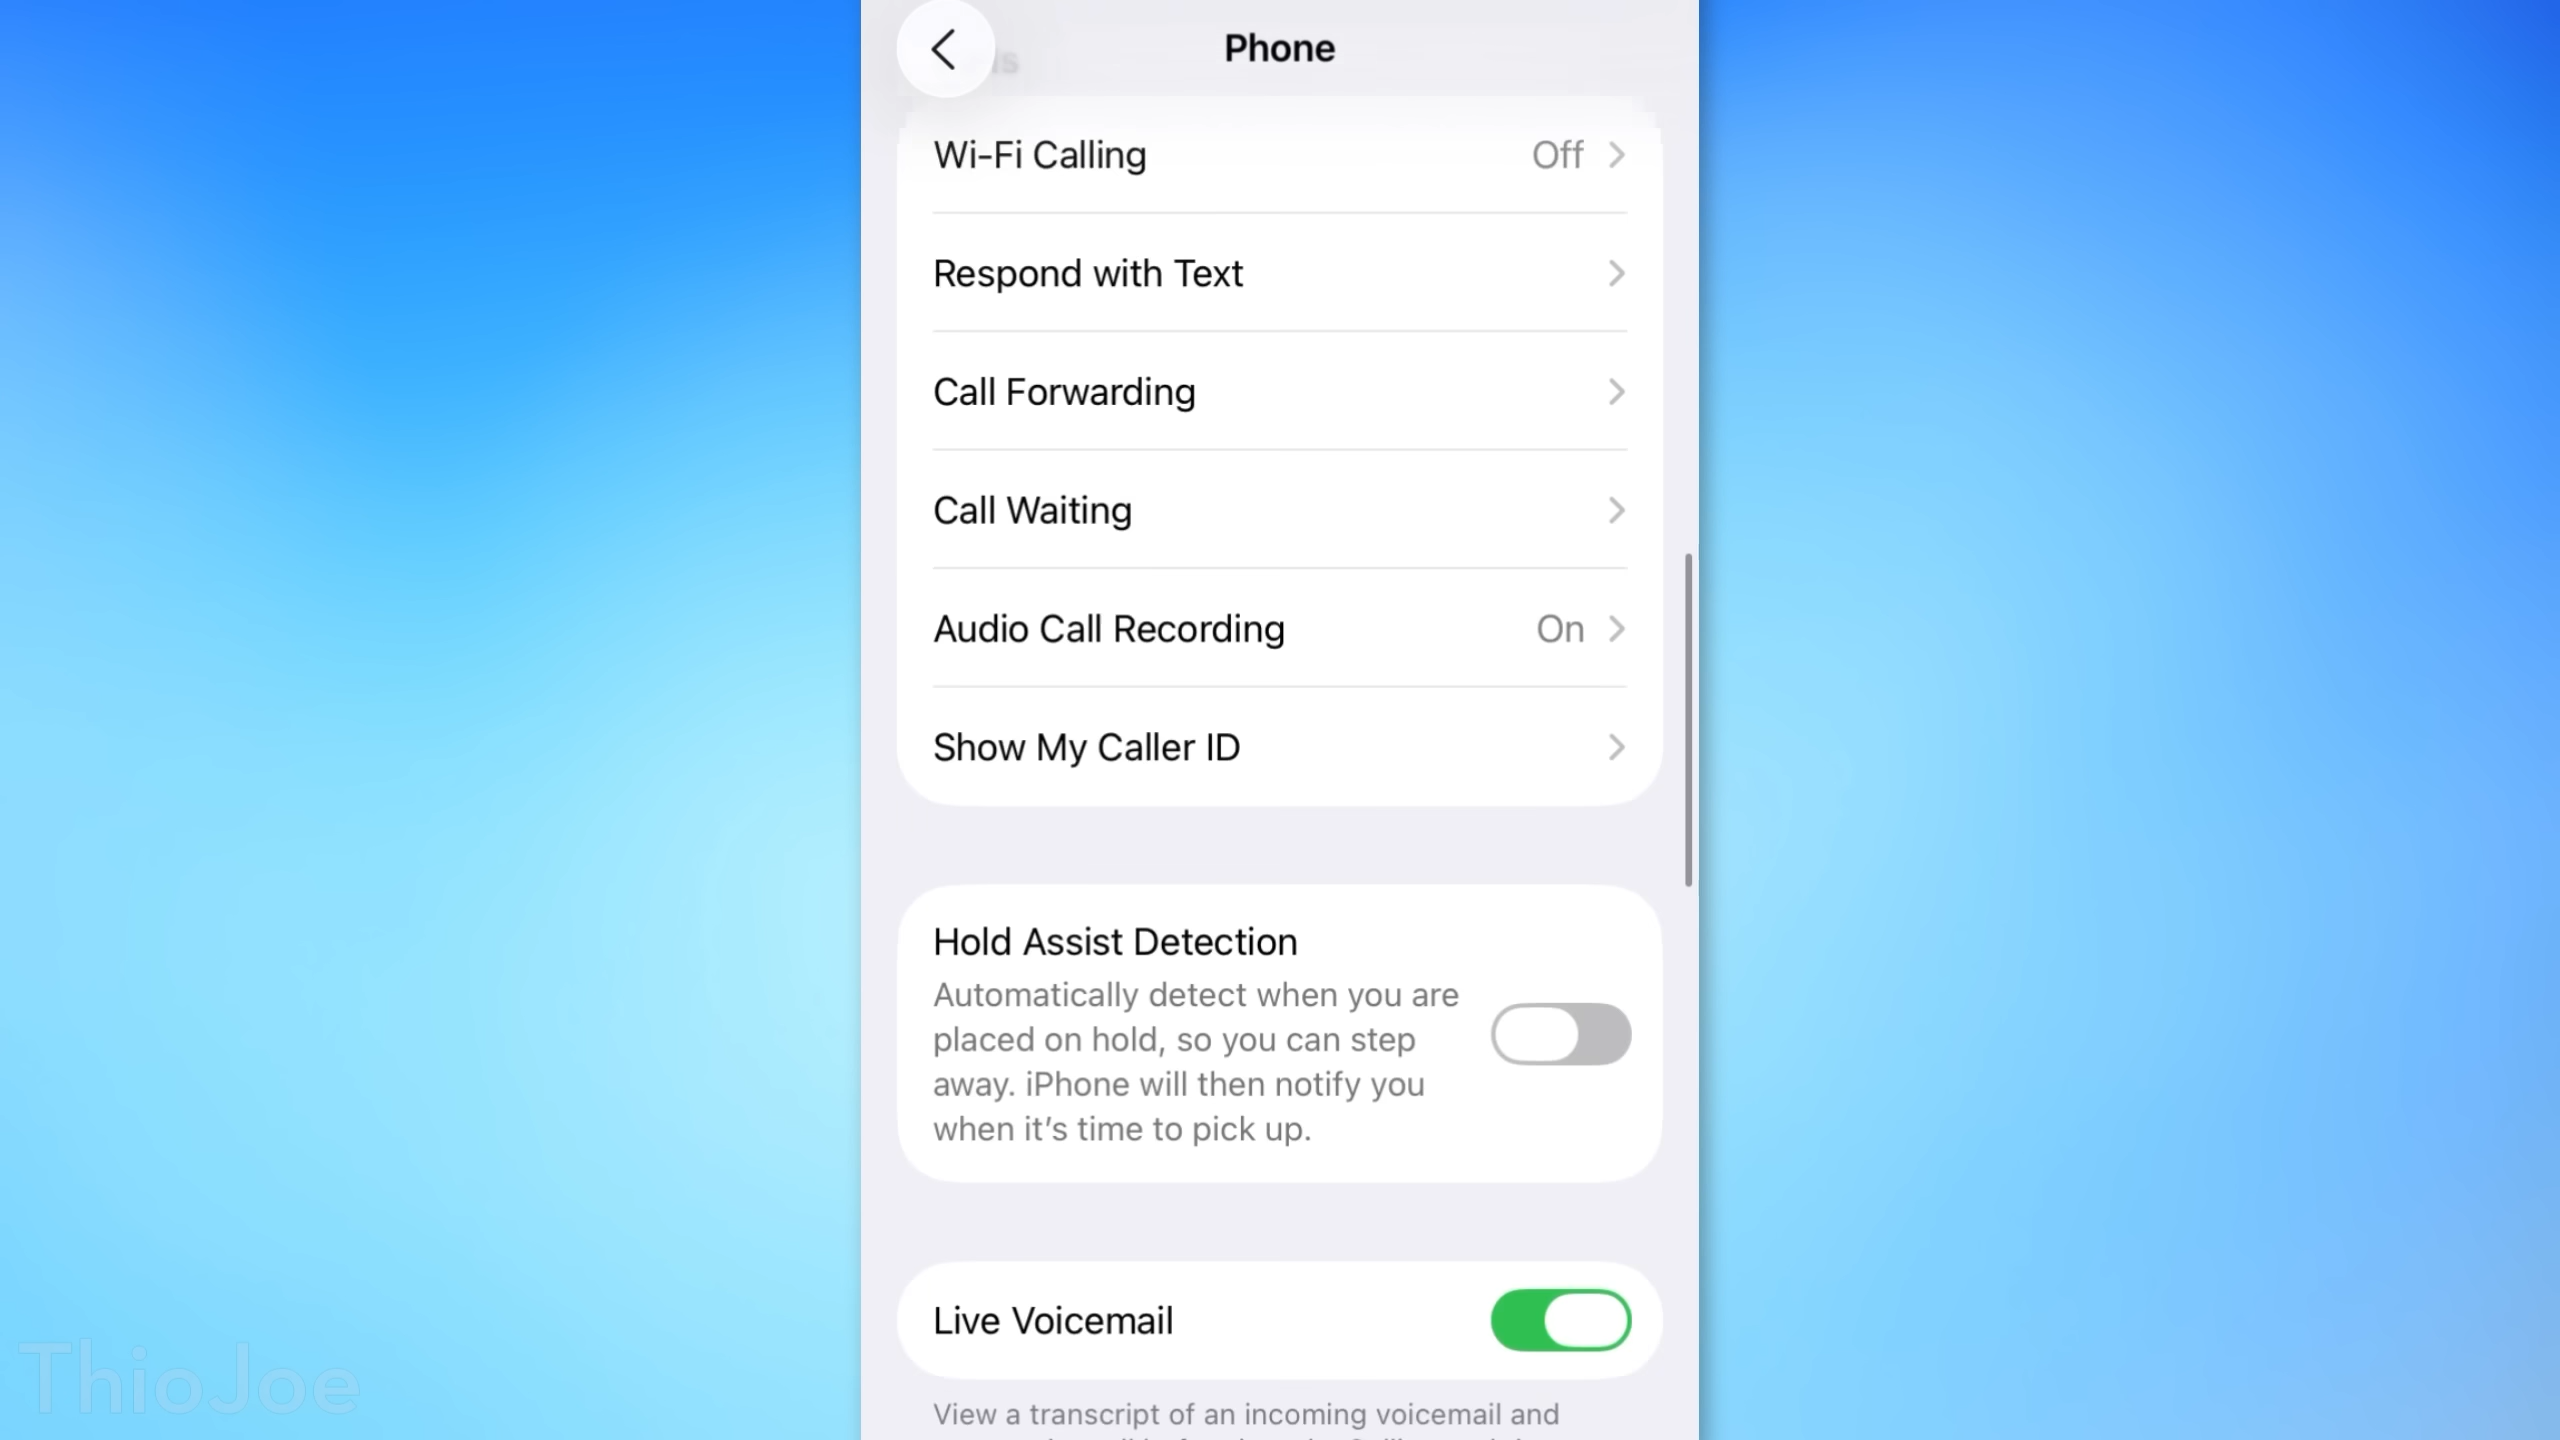 Phone
Wi-Fi Calling Off
Respond with Text
Call Forwarding
Call Waiting
Audio Call Recording On
Show My Caller ID
Hold Assist Detection
Automatically detect when you are
placed on hold, so you can step
away. iPhone will then notify you
when it’s time to pick up.
Live Voicemail
View a transcript of an incoming voicemail and
ThioJoe